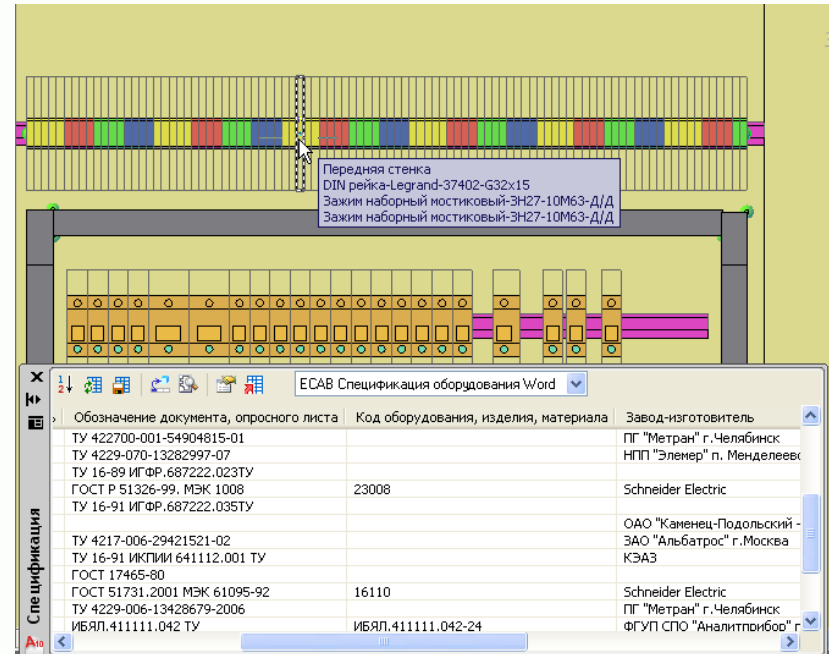 Передняя стенка
DIN рейка-Legrand-37402-G32x15
Зажим наборный мостиковый-ЗН27-10М63-Д/Д
Зажим наборный мостиковый-ЗН27-10М63-Д/Д
ECAB Спецификация оборудования Word
Обозначение документа, опросного листа Код оборудования, изделия, материала Завод-изготовитель
ТУ 422700-001-54904815-01 ПГ "Метран" г.Челябинск
ТУ 4229-070-13282997-07 НПП "Элемер" п. Менделеево
ТУ 16-89 ИГФР.687222.023ТУ
ГОСТ Р 51326-99. МЭК 1008 23008 Schneider Electric
ТУ 16-91 ИГФР.687222.035ТУ
ОАО "Каменец-Подольский -
ТУ 4217-006-29421521-02 ЗАО "Альбатрос" г.Москва
ТУ 16-91 ИКПИИ 641112.001 ТУ КЭАЗ
ГОСТ 17465-80
ГОСТ 51731.2001 МЭК 61095-92 16110 Schneider Electric
ТУ 4229-006-13428679-2006 ПГ "Метран" г.Челябинск
ИБЯЛ.411111.042 ТУ ИБЯЛ.411111.042-24 ФГУП СПО "Аналитприбор" г
Спецификация